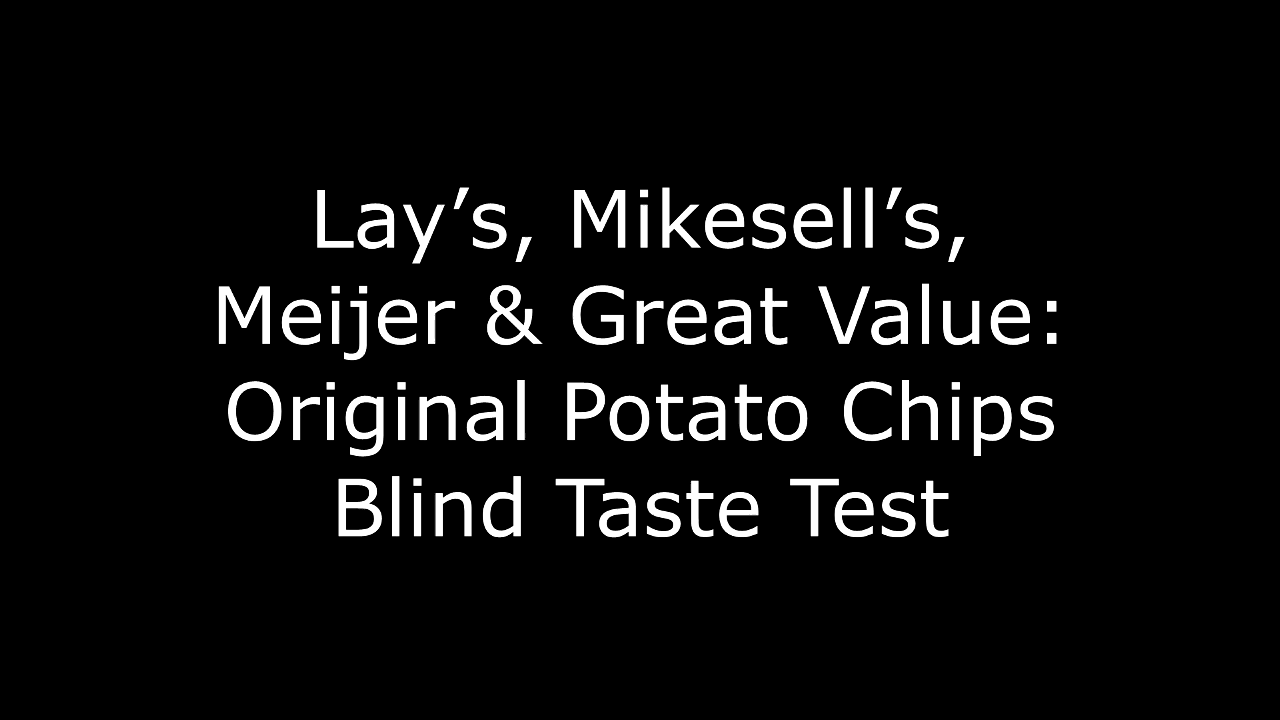 Lay’s, Mikesell’s,
Meijer & Great Value:
Original Potato Chips
Blind Taste Test